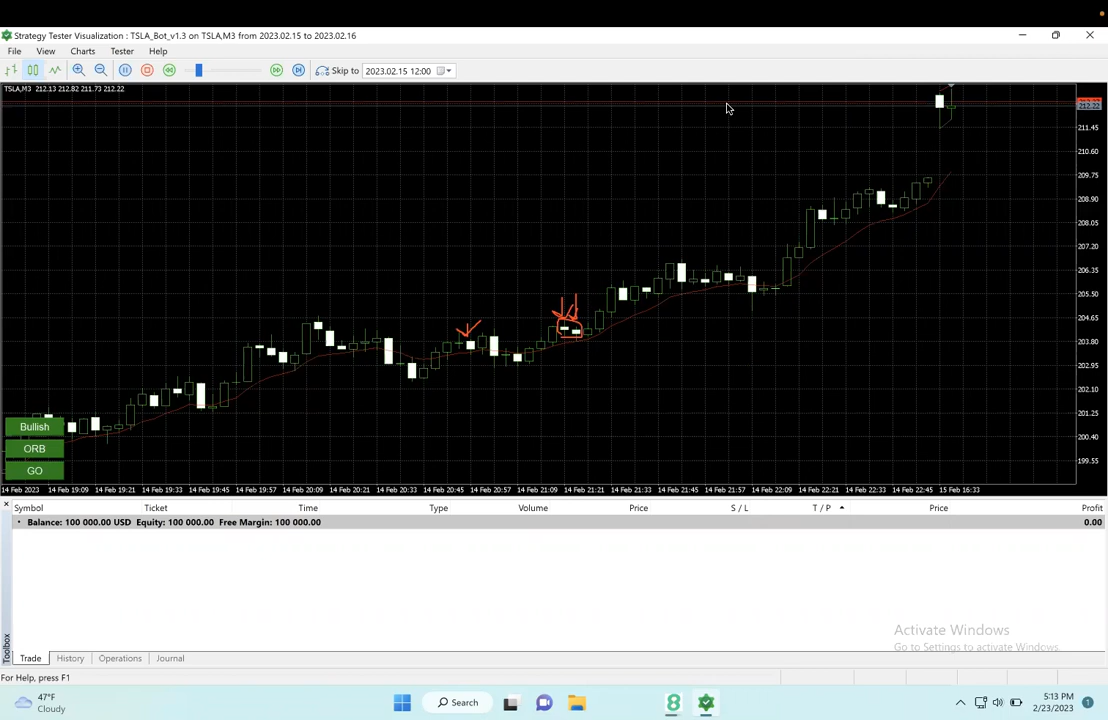 Strategy Tester Visualization : TSLA_Bot_v1.3 on TSLA,M3 from 2023.02.15 to 2023.02.16
File View Charts Tester Help
Skip to 2023.02.15 12:00
TSLA,M3 212.13 212.82 211.73 212.22
212.22
211.45
210.60
209.75
208.90
208.05
207.20
206.35
205.50
204.65
203.80
202.95
202.10
201.25
200.40
199.55
Bullish
ORB
GO
14 Feb 2023 14 Feb 19:09 14 Feb 19:21 14 Feb 19:33 14 Feb 19:45 14 Feb 19:57 14 Feb 20:09 14 Feb 20:21 14 Feb 20:33 14 Feb 20:45 14 Feb 20:57 14 Feb 21:09 14 Feb 21:21 14 Feb 21:33 14 Feb 21:45 14 Feb 21:57 14 Feb 22:09 14 Feb 22:21 14 Feb 22:33 14 Feb 22:45 15 Feb 16:33
Symbol Ticket Time Type Volume Price S / L T / P Price Profit
Balance: 100 000.00 USD Equity: 100 000.00 Free Margin: 100 000.00 0.00
Activate Windows
Go to Settings to activate Windows.
Toolbox
Trade History Operations Journal
For Help, press F1
47°F
Cloudy
Search
5:13 PM
2/23/2023
1